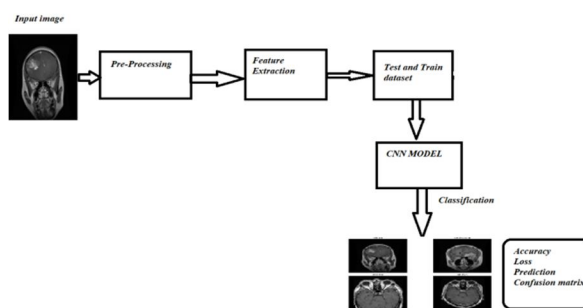 Input image
Pre-Processing
Feature
Extraction
Test and Train
dataset
CNN MODEL
Classification
Accuracy
Loss
Prediction
Confusion matrix